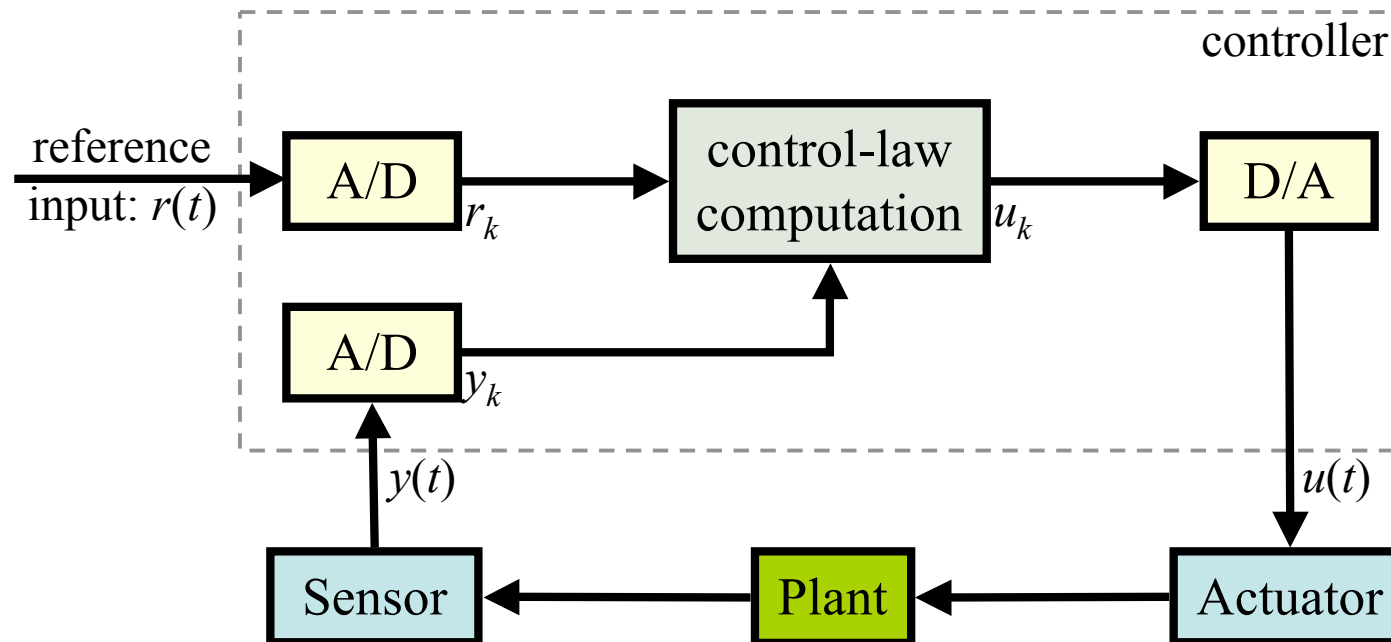 controller
reference
input: r(t)
A/D
r_k
control-law
computation
u_k
D/A
A/D
y_k
y(t)
u(t)
Sensor
Plant
Actuator